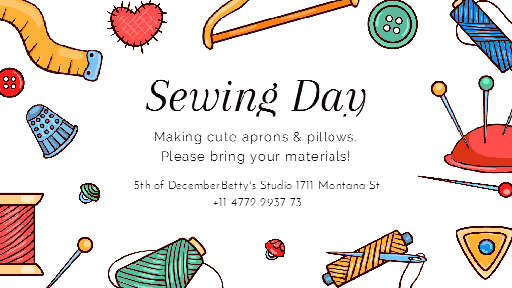 Sewing Day
Making cute aprons & pillows.
Please bring your materials!
5th of DecemberBetty's Studio 1711 Montana St
+11 4779 9937 73